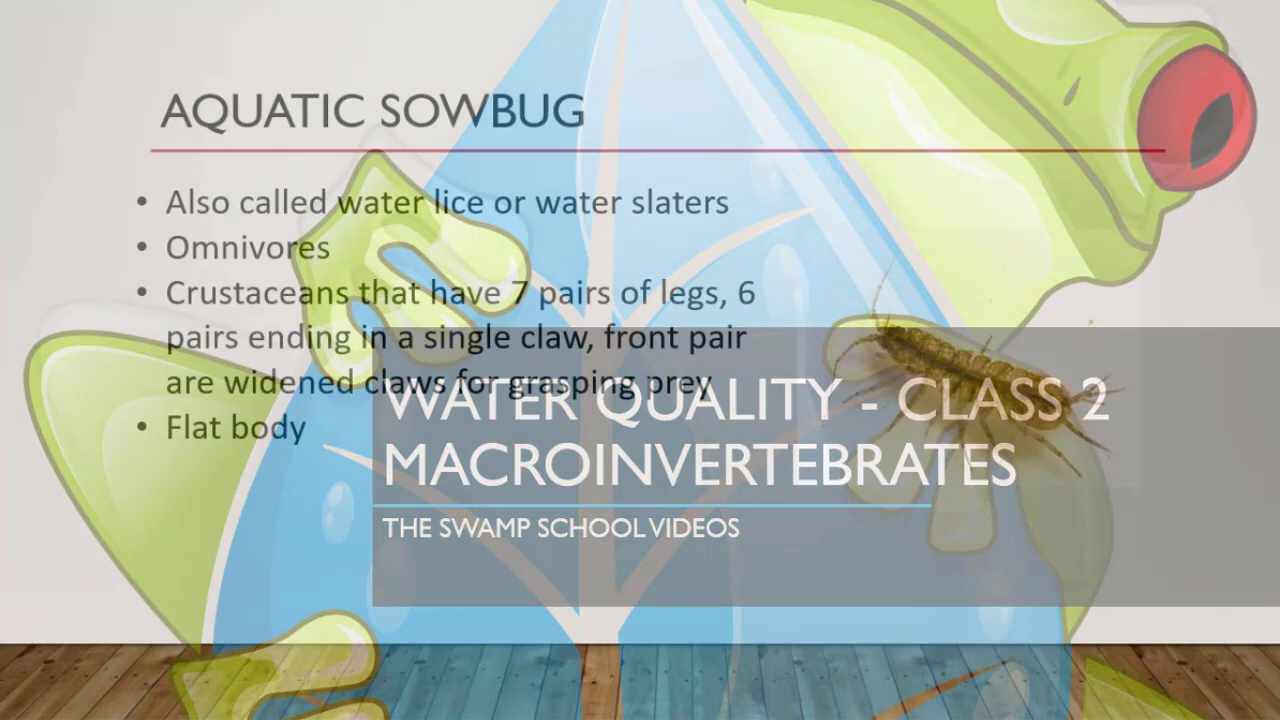 AQUATIC SOWBUG
• Also called water lice or water slaters
• Omnivores
• Crustaceans that have 7 pairs of legs, 6
pairs ending in a single claw, front pair
are widened claws for grasping prey
• Flat body
WATER QUALITY - CLASS 2
MACROINVERTEBRATES
THE SWAMP SCHOOL VIDEOS